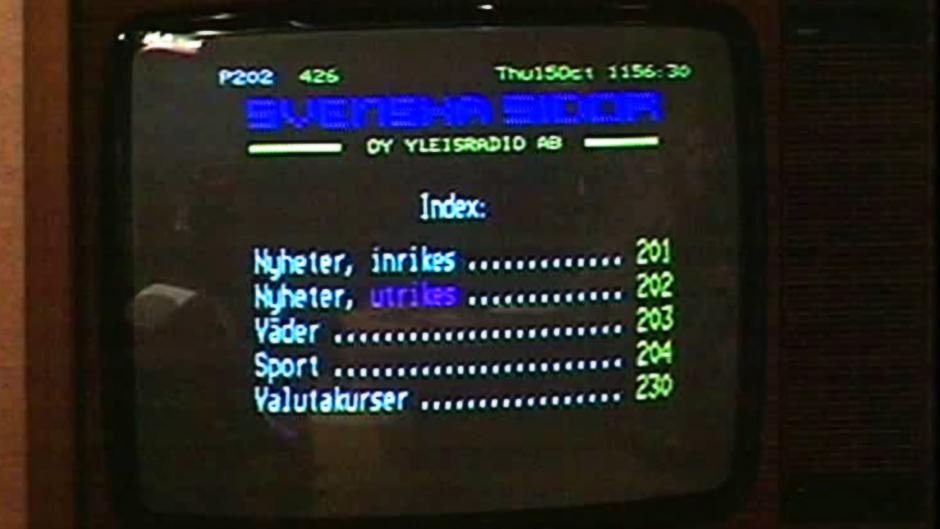 P202 426 Thu15Oct 1156:30
SVENSKA SIDOR
OY YLEISRADIO AB
Index:
Nyheter, inrikes ............. 201
Nyheter, utrikes ............. 202
Väder ........................ 203
Sport ........................ 204
Valutakurser ................. 230